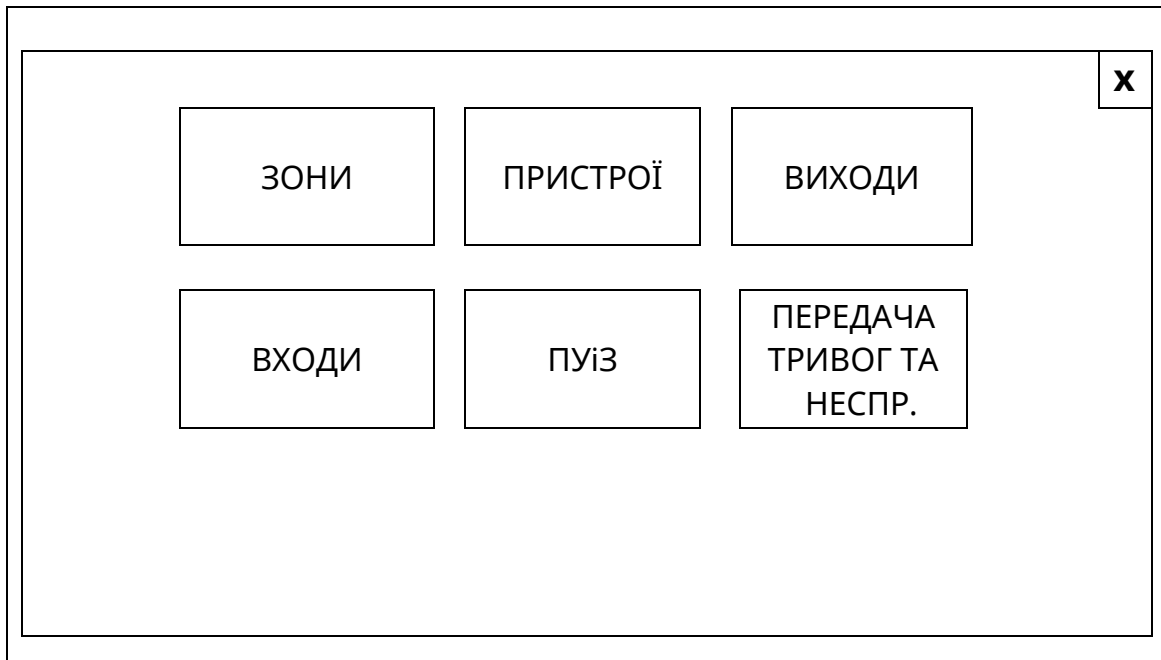 X
ЗОНИ
ПРИСТРОЇ
ВИХОДИ
ВХОДИ
ПУіЗ
ПЕРЕДАЧА
ТРИВОГ ТА
НЕСПР.